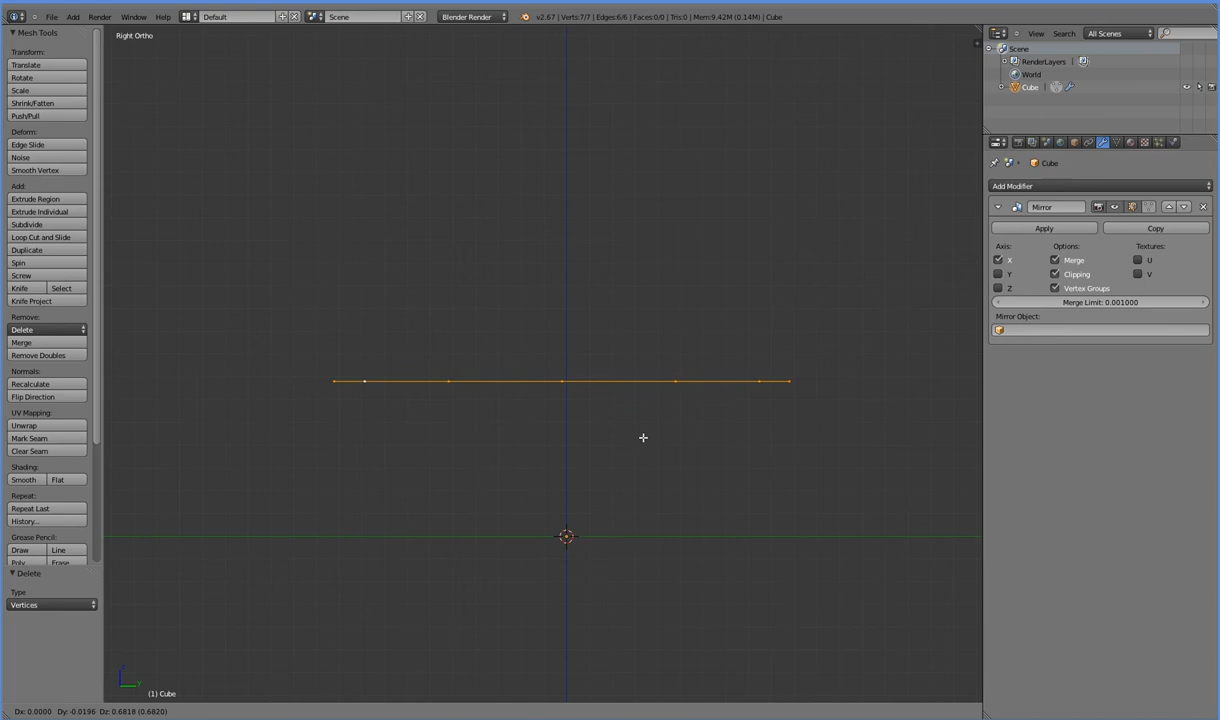 File Add Render Window Help Default Scene Blender Render v2.67 | Verts:7/7 | Edges:6/6 | Faces:0/0 | Tris:0 | Mem:9.42M (0.14M) | Cube
Mesh Tools
Transform:
Translate
Rotate
Scale
Shrink/Fatten
Push/Pull
Deform:
Edge Slide
Noise
Smooth Vertex
Add:
Extrude Region
Extrude Individual
Subdivide
Loop Cut and Slide
Duplicate
Spin
Screw
Knife Select
Knife Project
Remove:
Delete
Merge
Remove Doubles
Normals:
Recalculate
Flip Direction
UV Mapping:
Unwrap
Mark Seam
Clear Seam
Shading:
Smooth Flat
Repeat:
Repeat Last
History...
Grease Pencil:
Draw Line
Poly Erase
Delete
Type
Vertices
Right Ortho
(1) Cube
Dx: 0.0000 Dy: -0.0196 Dz: 0.6818 (0.6820)
View Search All Scenes
Scene
RenderLayers |
World
Cube |
Cube
Add Modifier
Mirror
Apply Copy
Axis: Options: Textures:
X Merge U
Y Clipping V
Z Vertex Groups
Merge Limit: 0.001000
Mirror Object: